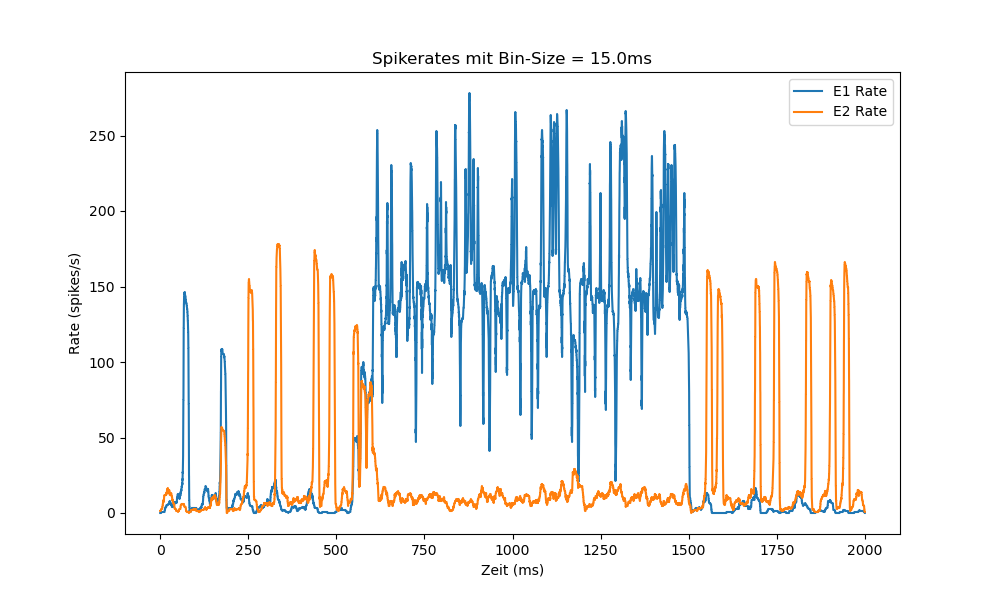 Spikerates mit Bin-Size = 15.0ms
E1 Rate
E2 Rate
Rate (spikes/s)
250
200
150
100
50
0
0 250 500 750 1000 1250 1500 1750 2000
Zeit (ms)